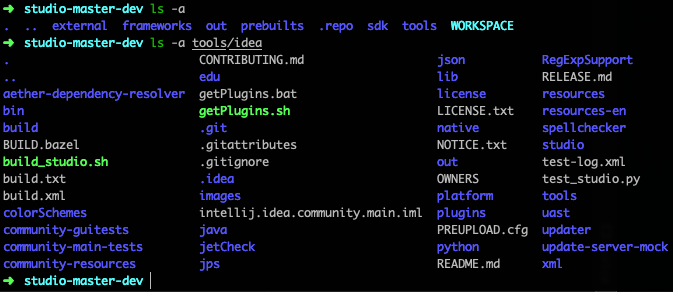 ➜ studio-master-dev ls -a
. .. external frameworks out prebuilts .repo sdk tools WORKSPACE
➜ studio-master-dev ls -a tools/idea
. CONTRIBUTING.md json RegExpSupport
.. edu lib RELEASE.md
aether-dependency-resolver getPlugins.bat license resources
bin getPlugins.sh LICENSE.txt resources-en
build .git native spellchecker
BUILD.bazel .gitattributes NOTICE.txt studio
build_studio.sh .gitignore out test-log.xml
build.txt .idea OWNERS test_studio.py
build.xml images platform tools
colorSchemes intellij.idea.community.main.iml plugins uast
community-guitests java PREUPLOAD.cfg updater
community-main-tests jetCheck python update-server-mock
community-resources jps README.md xml
➜ studio-master-dev